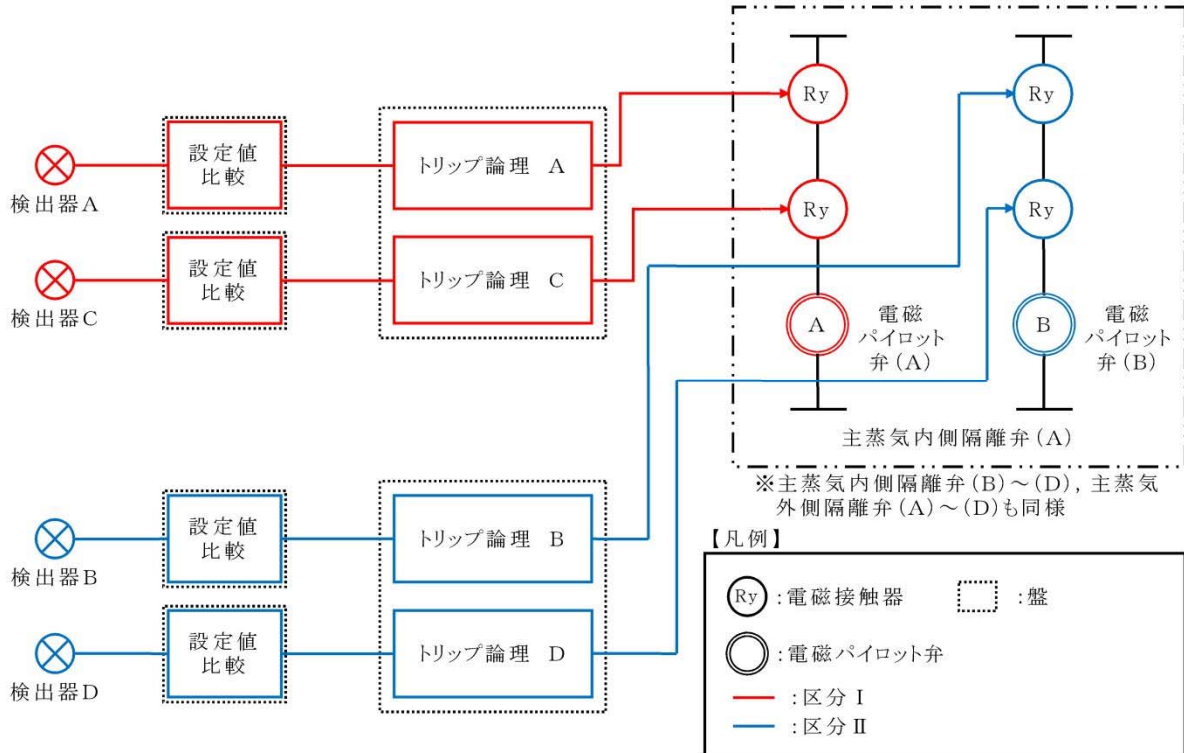 検出器A
設定値
比較
トリップ論理 A
Ry
Ry
検出器C
設定値
比較
トリップ論理 C
Ry
Ry
A
電磁
パイロット
弁(A)
B
電磁
パイロット
弁(B)
主蒸気内側隔離弁(A)
※主蒸気内側隔離弁(B)～(D),主蒸気
外側隔離弁(A)～(D)も同様
検出器B
設定値
比較
トリップ論理 B
検出器D
設定値
比較
トリップ論理 D
【凡例】
Ry :電磁接触器
:盤
:電磁パイロット弁
:区分Ⅰ
:区分Ⅱ